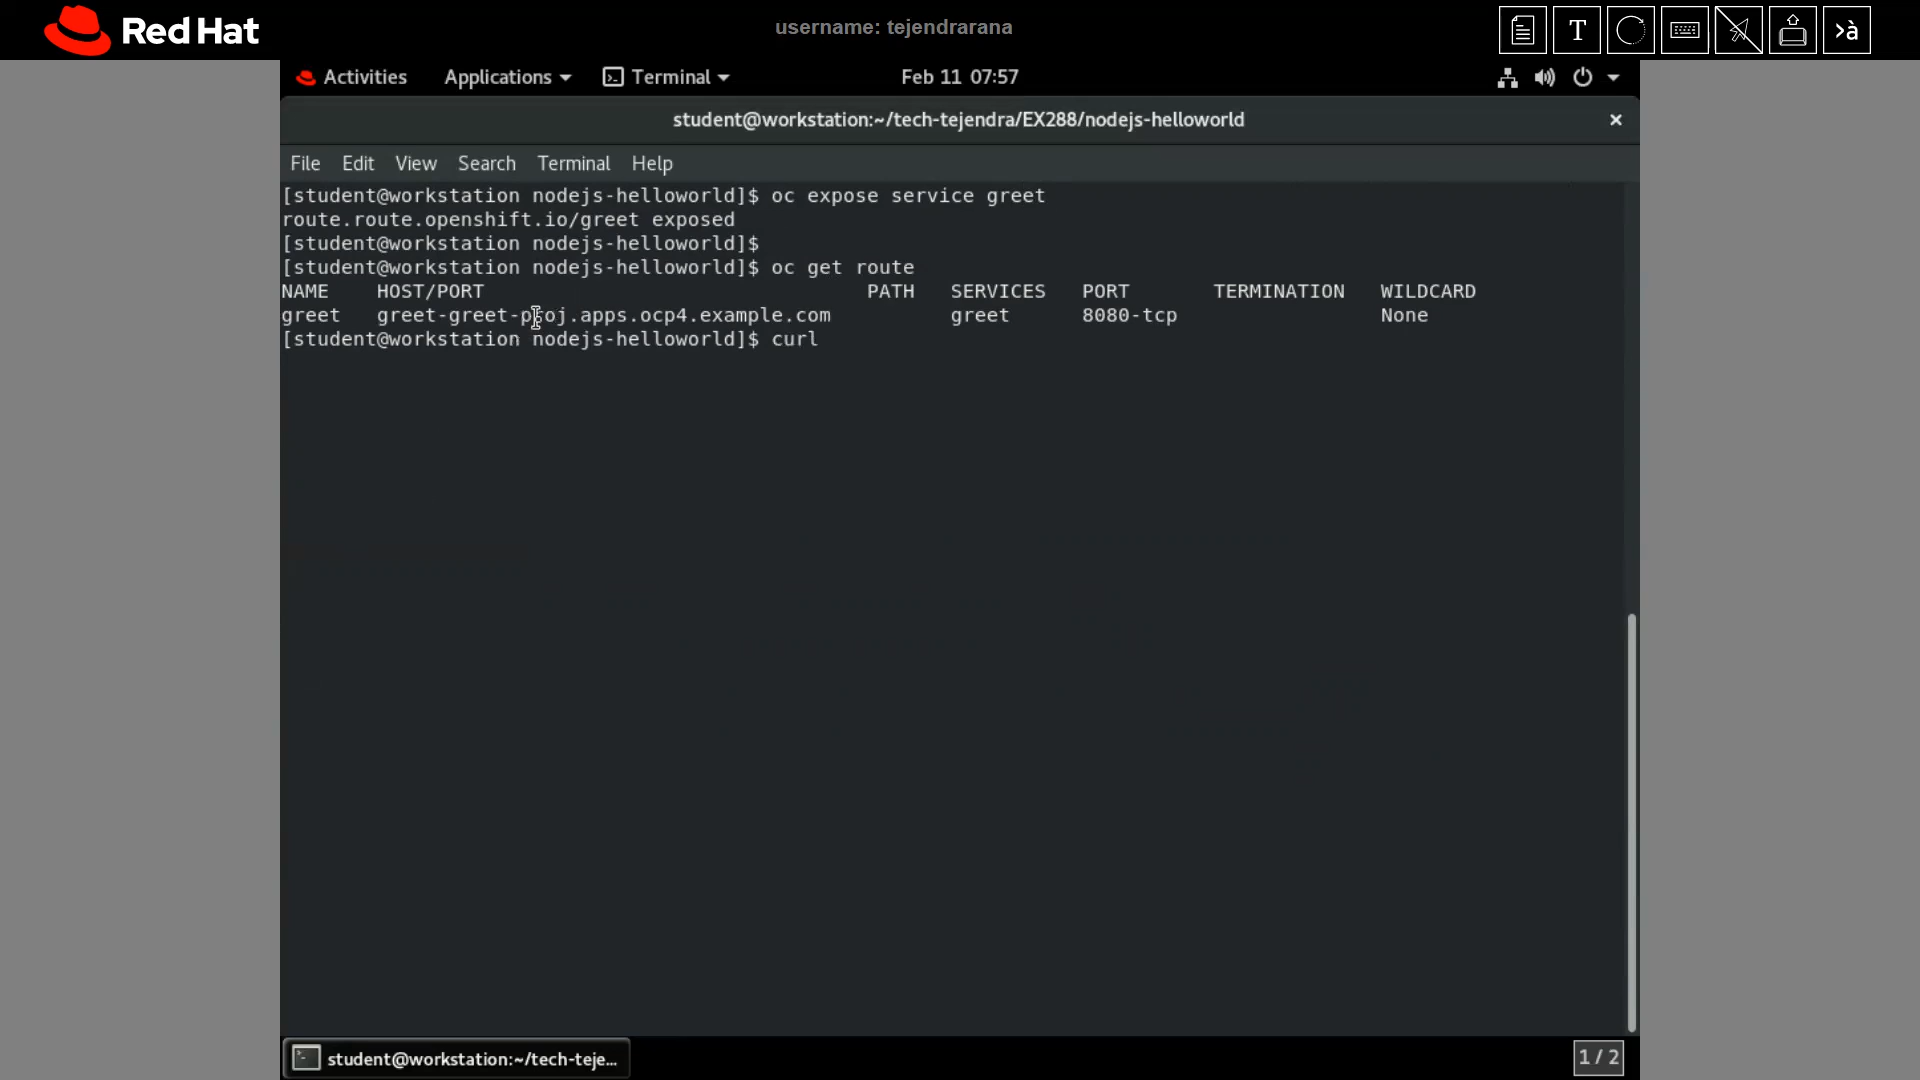 Red Hat
username: tejendrarana
T
>à
Activities Applications Terminal Feb 11 07:57
student@workstation:~/tech-tejendra/EX288/nodejs-helloworld ×
File Edit View Search Terminal Help
[student@workstation nodejs-helloworld]$ oc expose service greet
route.route.openshift.io/greet exposed
[student@workstation nodejs-helloworld]$
[student@workstation nodejs-helloworld]$ oc get route
NAME HOST/PORT PATH SERVICES PORT TERMINATION WILDCARD
greet greet-greet-proj.apps.ocp4.example.com greet 8080-tcp None
[student@workstation nodejs-helloworld]$ curl
student@workstation:~/tech-teje... 1 / 2